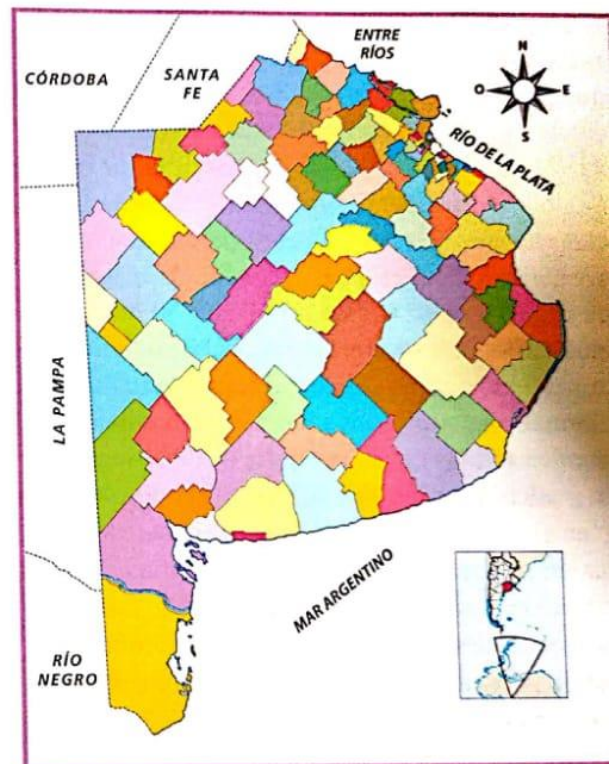 ENTRE
RÍOS
CÓRDOBA
SANTA
FE
N
O
E
S
RÍO DE LA PLATA
LA PAMPA
MAR ARGENTINO
RÍO
NEGRO